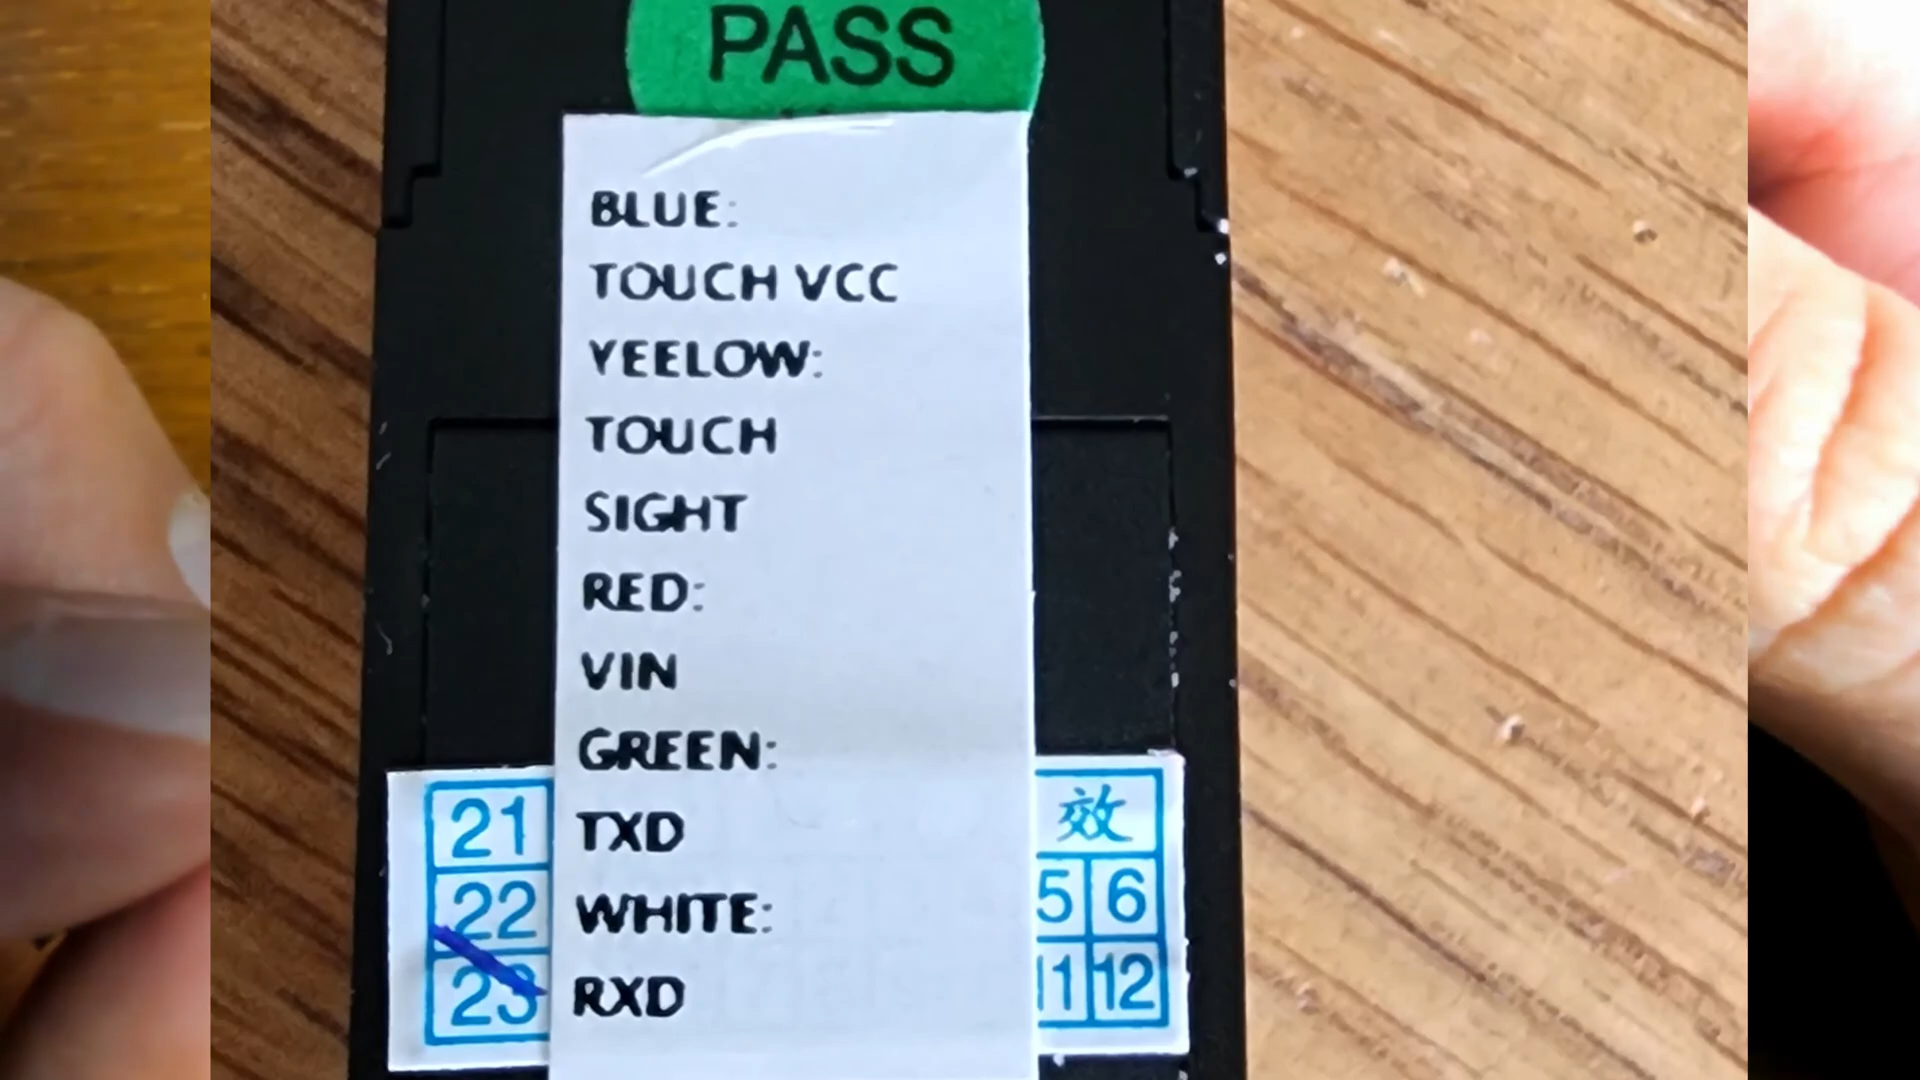 PASS
BLUE:
TOUCH VCC
YEELOW:
TOUCH
SIGHT
RED:
VIN
GREEN:
TXD
WHITE:
RXD
21 效
22 5 6
23 11 12